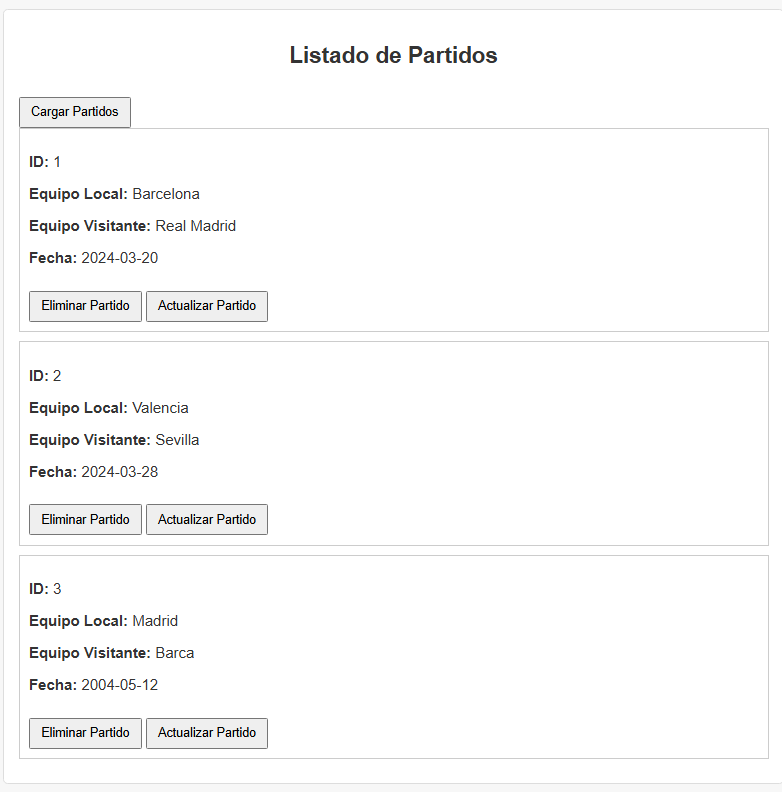 Listado de Partidos
Cargar Partidos
ID: 1
Equipo Local: Barcelona
Equipo Visitante: Real Madrid
Fecha: 2024-03-20
Eliminar Partido Actualizar Partido
ID: 2
Equipo Local: Valencia
Equipo Visitante: Sevilla
Fecha: 2024-03-28
Eliminar Partido Actualizar Partido
ID: 3
Equipo Local: Madrid
Equipo Visitante: Barca
Fecha: 2004-05-12
Eliminar Partido Actualizar Partido